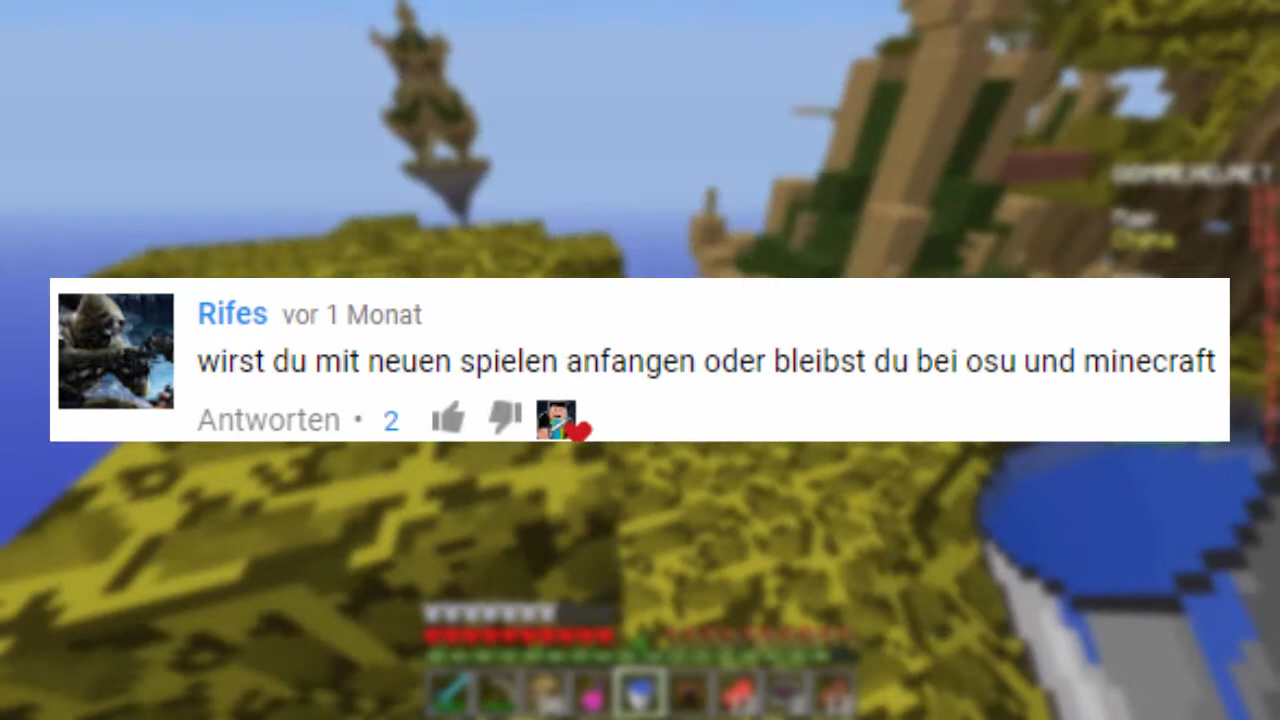 Rifes vor 1 Monat
wirst du mit neuen spielen anfangen oder bleibst du bei osu und minecraft
Antworten • 2